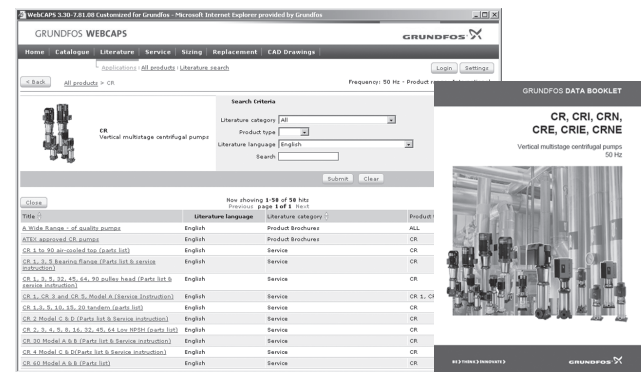 WebCAPS 3.30-7.81.08 Customized for Grundfos - Microsoft Internet Explorer provided by Grundfos
GRUNDFOS WEBCAPS
GRUNDFOS
Home Catalogue Literature Service Sizing Replacement CAD Drawings
Applications All products Literature search
Login Settings
< Back All products > CR
Frequency: 50 Hz - Product
Search Criteria
CR
Vertical multistage centrifugal pumps
Literature category All
Product type
Literature language English
Search
Submit Clear
Close
Now showing 1-58 of 58 hits
Previous page 1 of 1 Next
Title Literature language Literature category Product
A Wide Range - of quality pumps English Product Brochures ALL
ATEX approved CR pumps English Product Brochures CR
CR 1 to 90 air-cooled top (parts list) English Service CR
CR 1, 3, 5 Bearing flange (Parts list & service
instruction) English Service CR
CR 1, 3, 5, 32, 45, 64, 90 pulley head (Parts list &
service instruction) English Service CR
CR 1, CR 3 and CR 5, Model A (Service Instruction) English Service CR 1, CR
CR 1,3, 5, 10, 15, 20 tandem (parts list) English Service CR
CR 2 Model C & D (Parts list & Service instruction) English Service CR
CR 2, 3, 4, 5, 8, 16, 32, 45, 64 Low NPSH (parts list) English Service CR
CR 30 Model A & B (Parts list & Service instruction) English Service CR
CR 4 Model C & D(Parts list & Service instruction) English Service CR
CR 60 Model A & B (Parts list) English Service CR
GRUNDFOS DATA BOOKLET
CR, CRI, CRN,
CRE, CRIE, CRNE
Vertical multistage centrifugal pumps
50 Hz
BE > THINK > INNOVATE >
GRUNDFOS